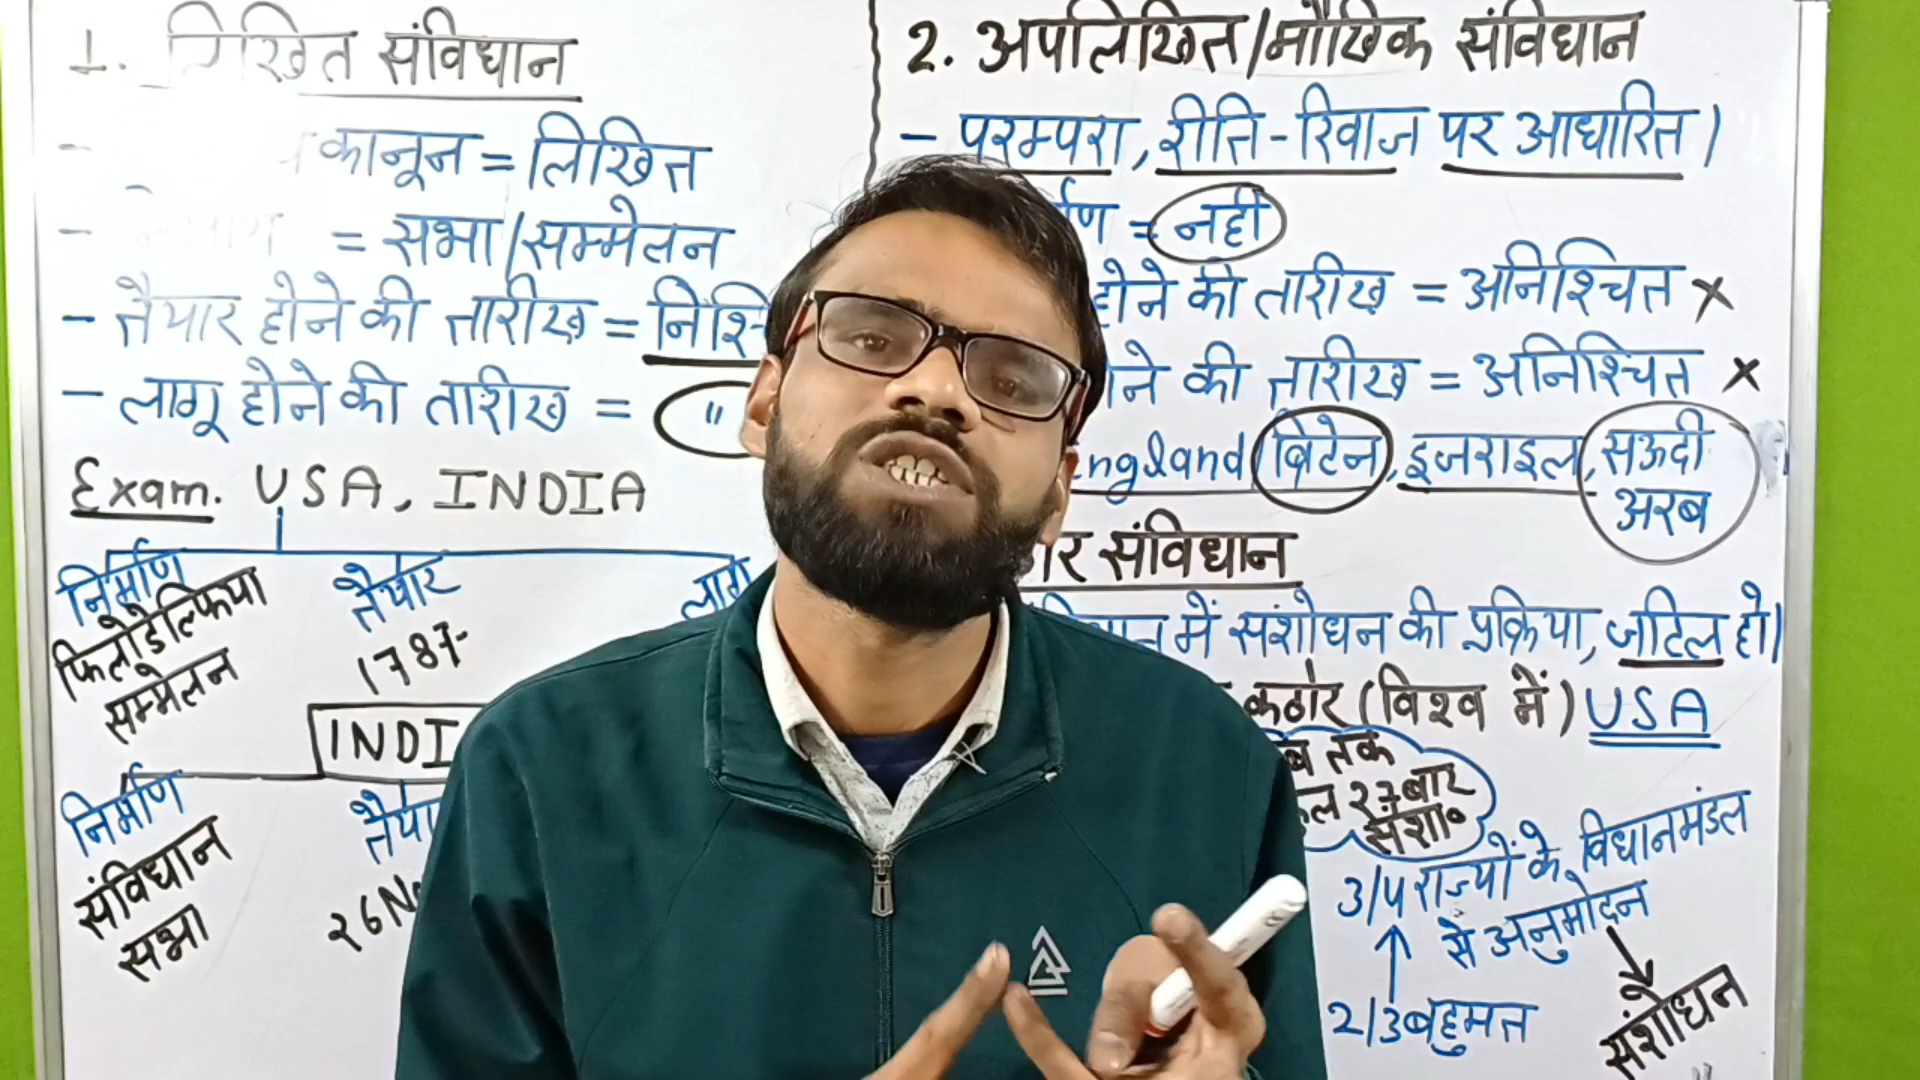 1. लिखित संविधान
- कानून = लिखित
- = सभा/सम्मेलन
- तैयार होने की तारीख =
- लागू होने की तारीख = "
Exam. USA, INDIA
निर्माण
फिलोडेल्फिया
सम्मेलन
तैयार
1787-
लागू
INDI
निर्माण
संविधान
सभा
26
2. अपलिखित/मौखिक संविधान
- परम्परा, रीति-रिवाज पर आधारित।
= नही
होने की तारीख = अनिश्चित ×
की तारीख = अनिश्चित ×
ngland ब्रिटेन, इजराइल, सऊदी
अरब
संविधान
में संशोधन की प्रक्रिया, जटिल हो।
कठोर (विश्व में) USA
तक
27 बार
संशो०
3/4 राज्यों के विधानमंडल
से अनुमोदन
2/3 बहुमत
संशोधन